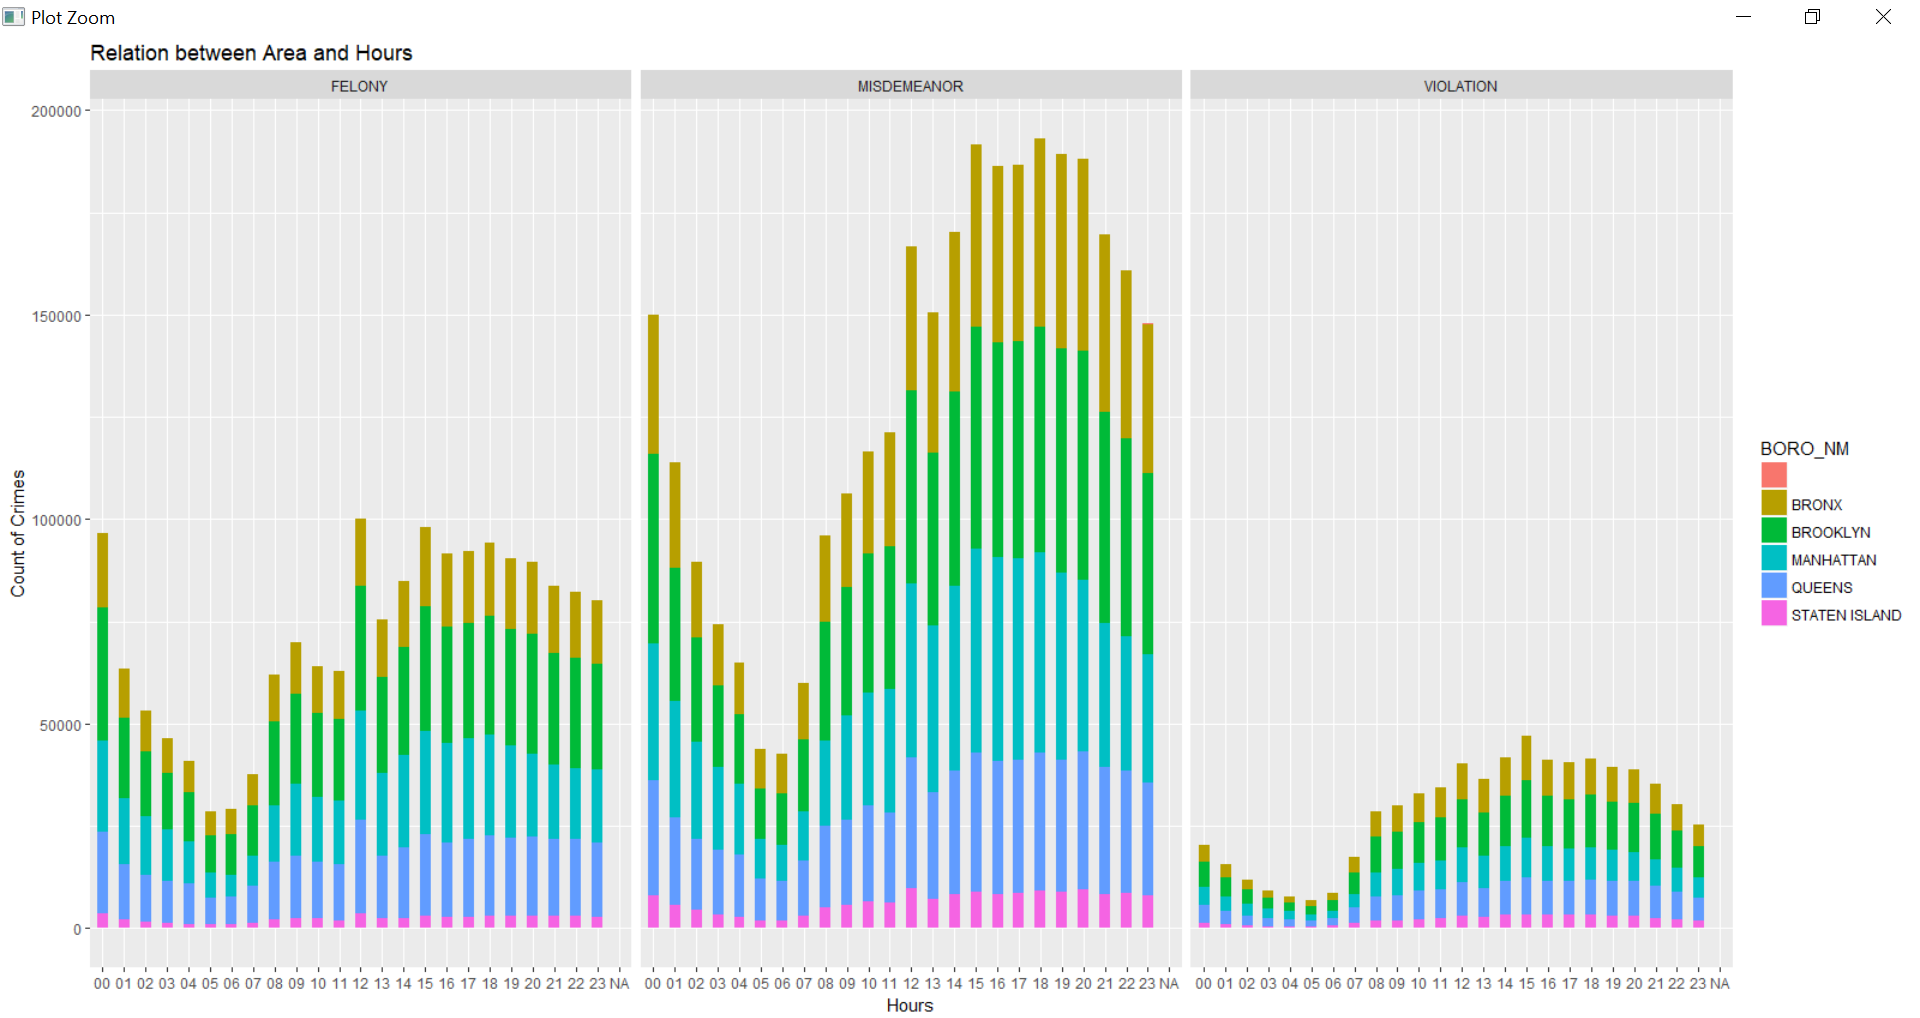 Plot Zoom
Relation between Area and Hours
FELONY MISDEMEANOR VIOLATION
200000
150000
100000
50000
0
Count of Crimes
00 01 02 03 04 05 06 07 08 09 10 11 12 13 14 15 16 17 18 19 20 21 22 23 NA 00 01 02 03 04 05 06 07 08 09 10 11 12 13 14 15 16 17 18 19 20 21 22 23 NA 00 01 02 03 04 05 06 07 08 09 10 11 12 13 14 15 16 17 18 19 20 21 22 23 NA
Hours
BORO_NM
BRONX
BROOKLYN
MANHATTAN
QUEENS
STATEN ISLAND